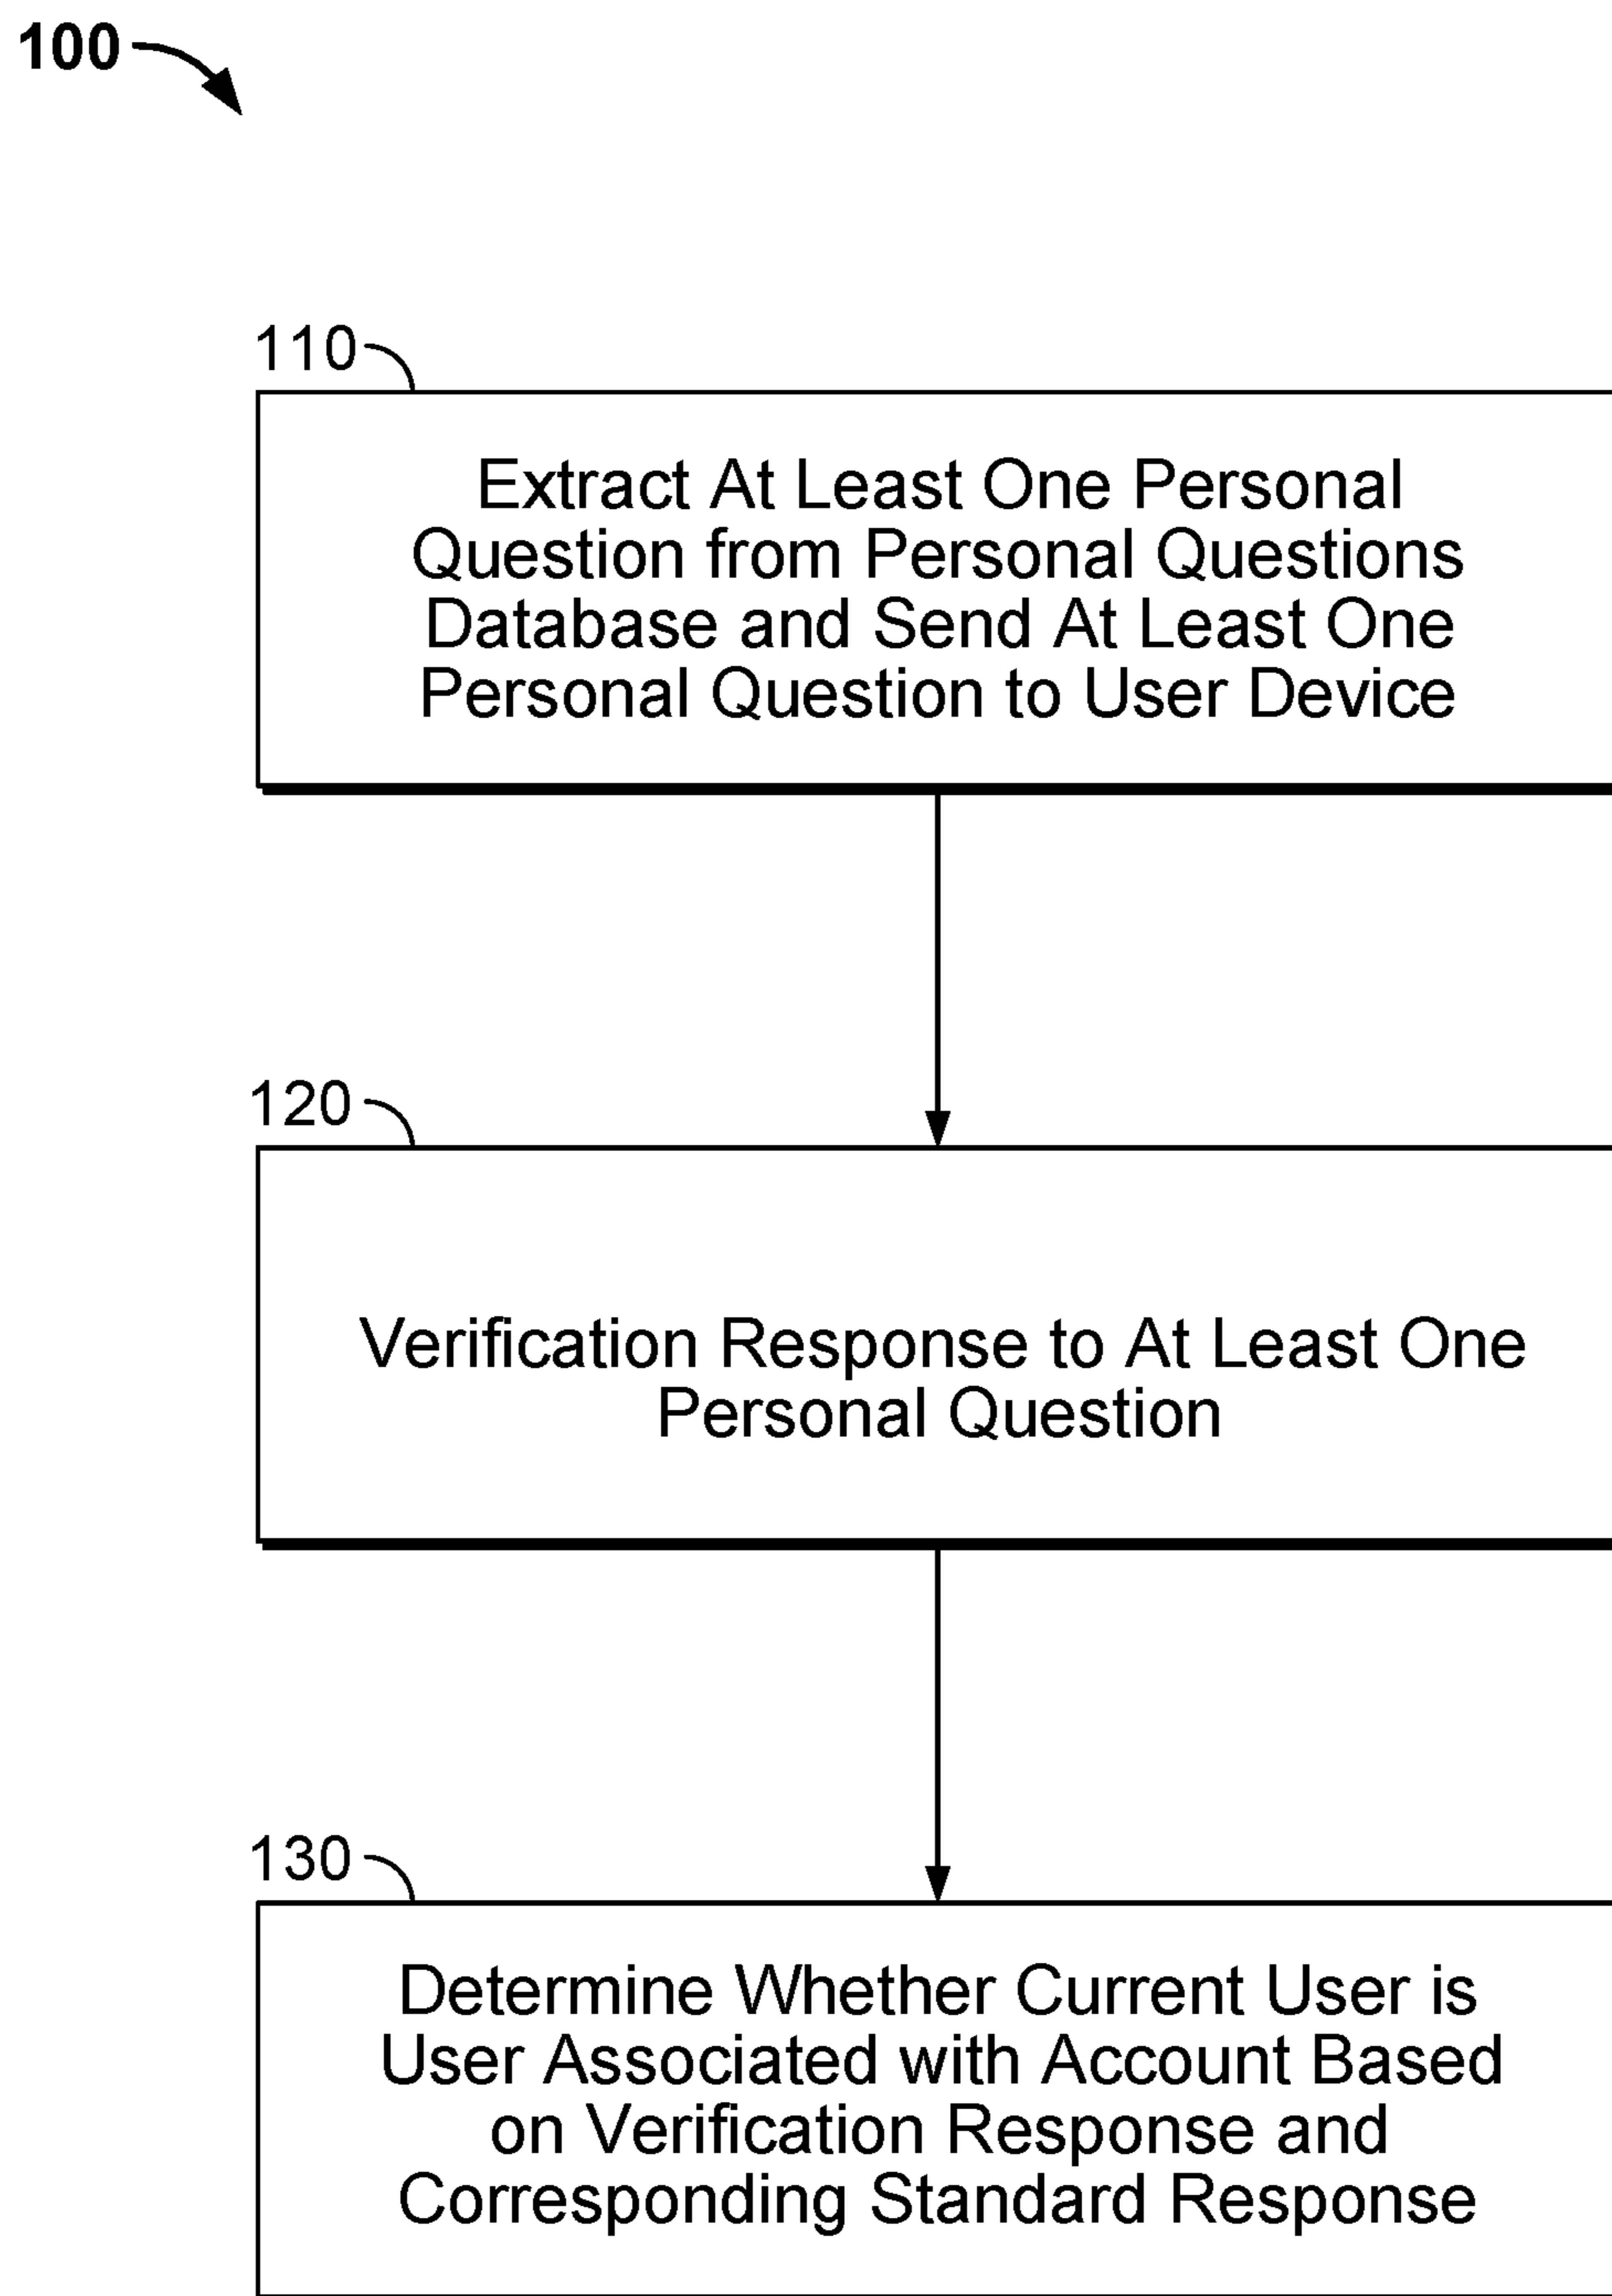 100
110
Extract At Least One Personal
Question from Personal Questions
Database and Send At Least One
Personal Question to User Device
120
Verification Response to At Least One
Personal Question
130
Determine Whether Current User is
User Associated with Account Based
on Verification Response and
Corresponding Standard Response